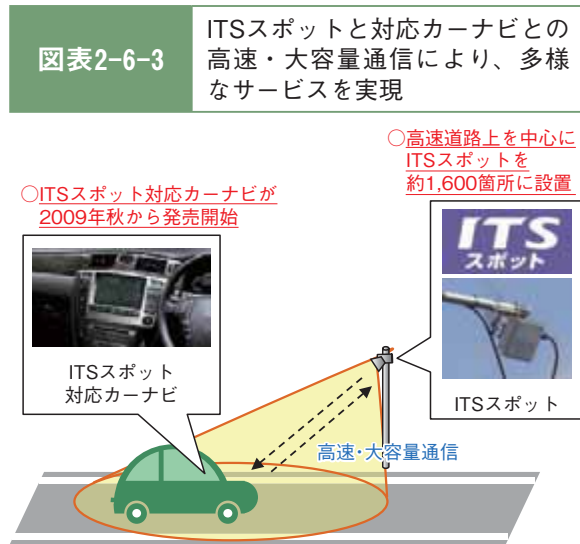 図表2-6-3
ITSスポットと対応カーナビとの
高速・大容量通信により、多様
なサービスを実現
○高速道路上を中心に
ITSスポットを
約1,600箇所に設置
○ITSスポット対応カーナビが
2009年秋から発売開始
ITS
スポット
ITSスポット
対応カーナビ
ITSスポット
高速・大容量通信